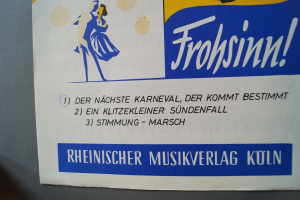 Frohsinn!
1) DER NÄCHSTE KARNEVAL, DER KOMMT BESTIMMT
2) EIN KLITZEKLEINER SÜNDENFALL
3) STIMMUNG - MARSCH
RHEINISCHER MUSIKVERLAG KÖLN